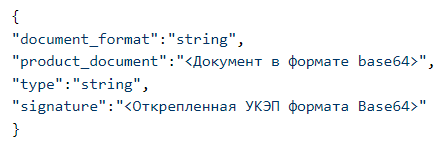 {
"document_format":"string",
"product_document":"<Документ в формате base64>",
"type":"string",
"signature":"<Открепленная УКЭП формата Base64>"
}